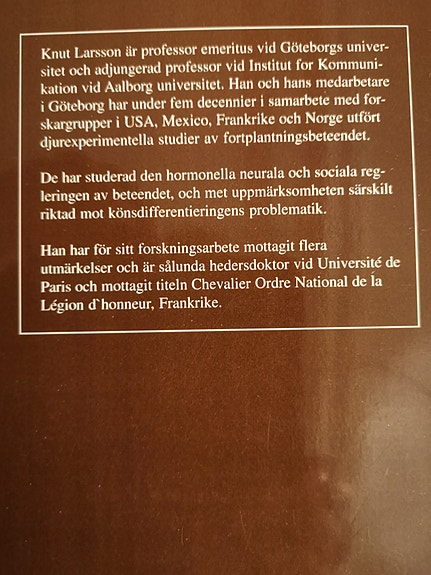 Knut Larsson är professor emeritus vid Göteborgs univer-
sitet och adjungerad professor vid Institut for Kommuni-
kation vid Aalborg universitet. Han och hans medarbetare
i Göteborg har under fem decennier i samarbete med for-
skargrupper i USA, Mexico, Frankrike och Norge utfört
djurexperimentella studier av fortplantningsbeteendet.
De har studerad den hormonella neurala och sociala reg-
leringen av beteendet, och met uppmärksomheten särskilt
riktad mot könsdifferentieringens problematik.
Han har för sitt forskningsarbete mottagit flera
utmärkelser och är sålunda hedersdoktor vid Université de
Paris och mottagit titeln Chevalier Ordre National de la
Légion d`honneur, Frankrike.